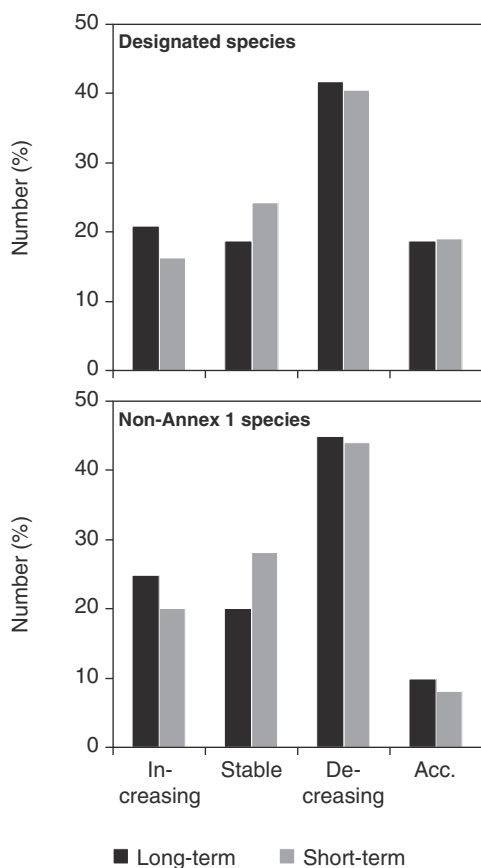 Designated species
Number (%)
50
40
30
20
10
0
Non-Annex 1 species
Number (%)
50
40
30
20
10
0
In-
creasing
Stable
De-
creasing
Acc.
Long-term
Short-term